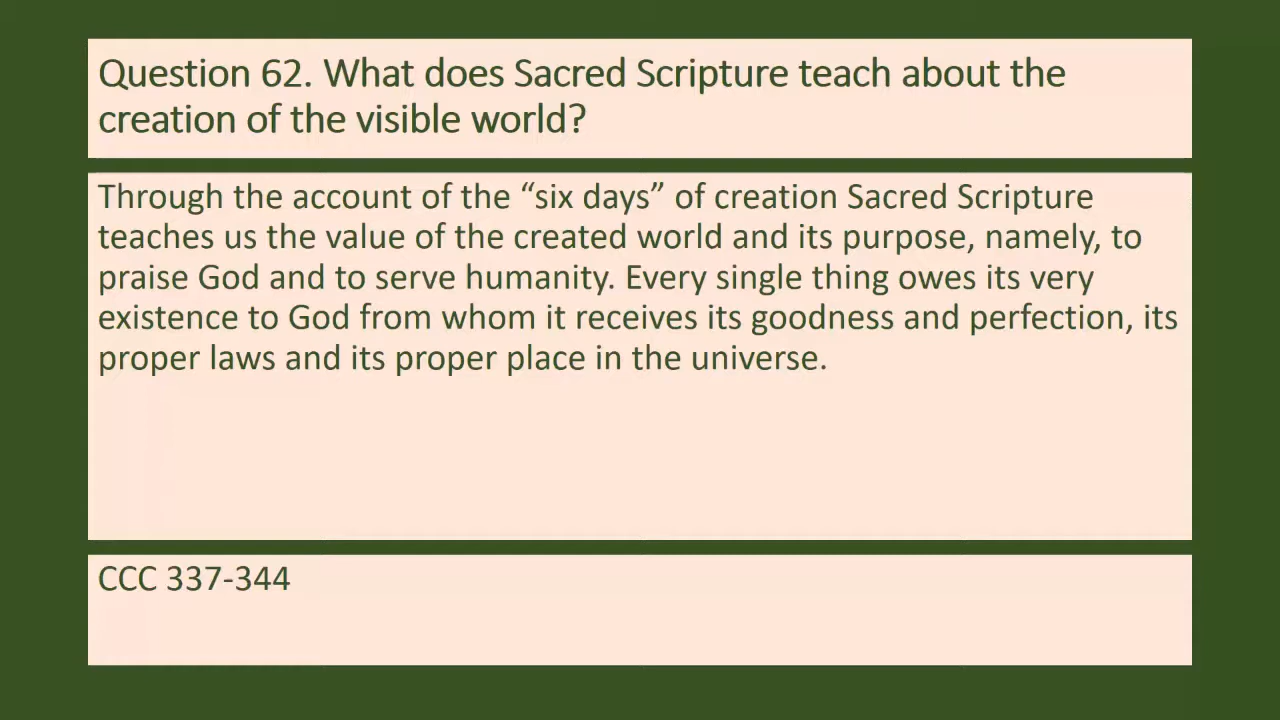 Question 62. What does Sacred Scripture teach about the
creation of the visible world?
Through the account of the “six days” of creation Sacred Scripture
teaches us the value of the created world and its purpose, namely, to
praise God and to serve humanity. Every single thing owes its very
existence to God from whom it receives its goodness and perfection, its
proper laws and its proper place in the universe.
CCC 337-344